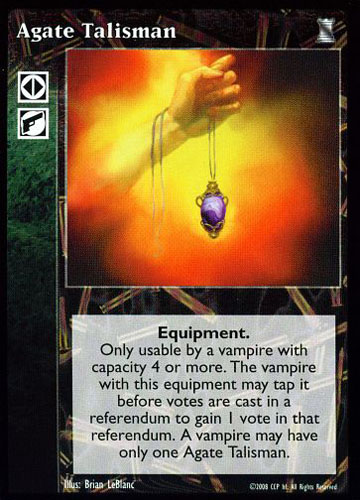 Agate Talisman
Equipment.
Only usable by a vampire with
capacity 4 or more. The vampire
with this equipment may tap it
before votes are cast in a
referendum to gain 1 vote in that
referendum. A vampire may have
only one Agate Talisman.
Illus: Brian LeBlanc
©2008 CCP hf. All Rights Reserved